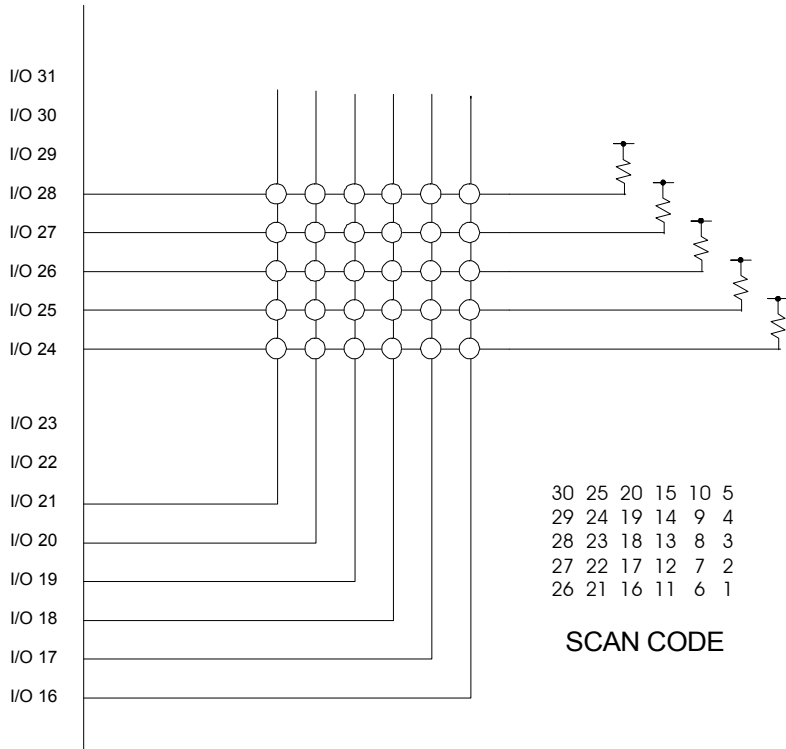 I/O 31
I/O 30
I/O 29
I/O 28
I/O 27
I/O 26
I/O 25
I/O 24
I/O 23
I/O 22
I/O 21
I/O 20
I/O 19
I/O 18
I/O 17
I/O 16
30 25 20 15 10 5
29 24 19 14 9 4
28 23 18 13 8 3
27 22 17 12 7 2
26 21 16 11 6 1
SCAN CODE